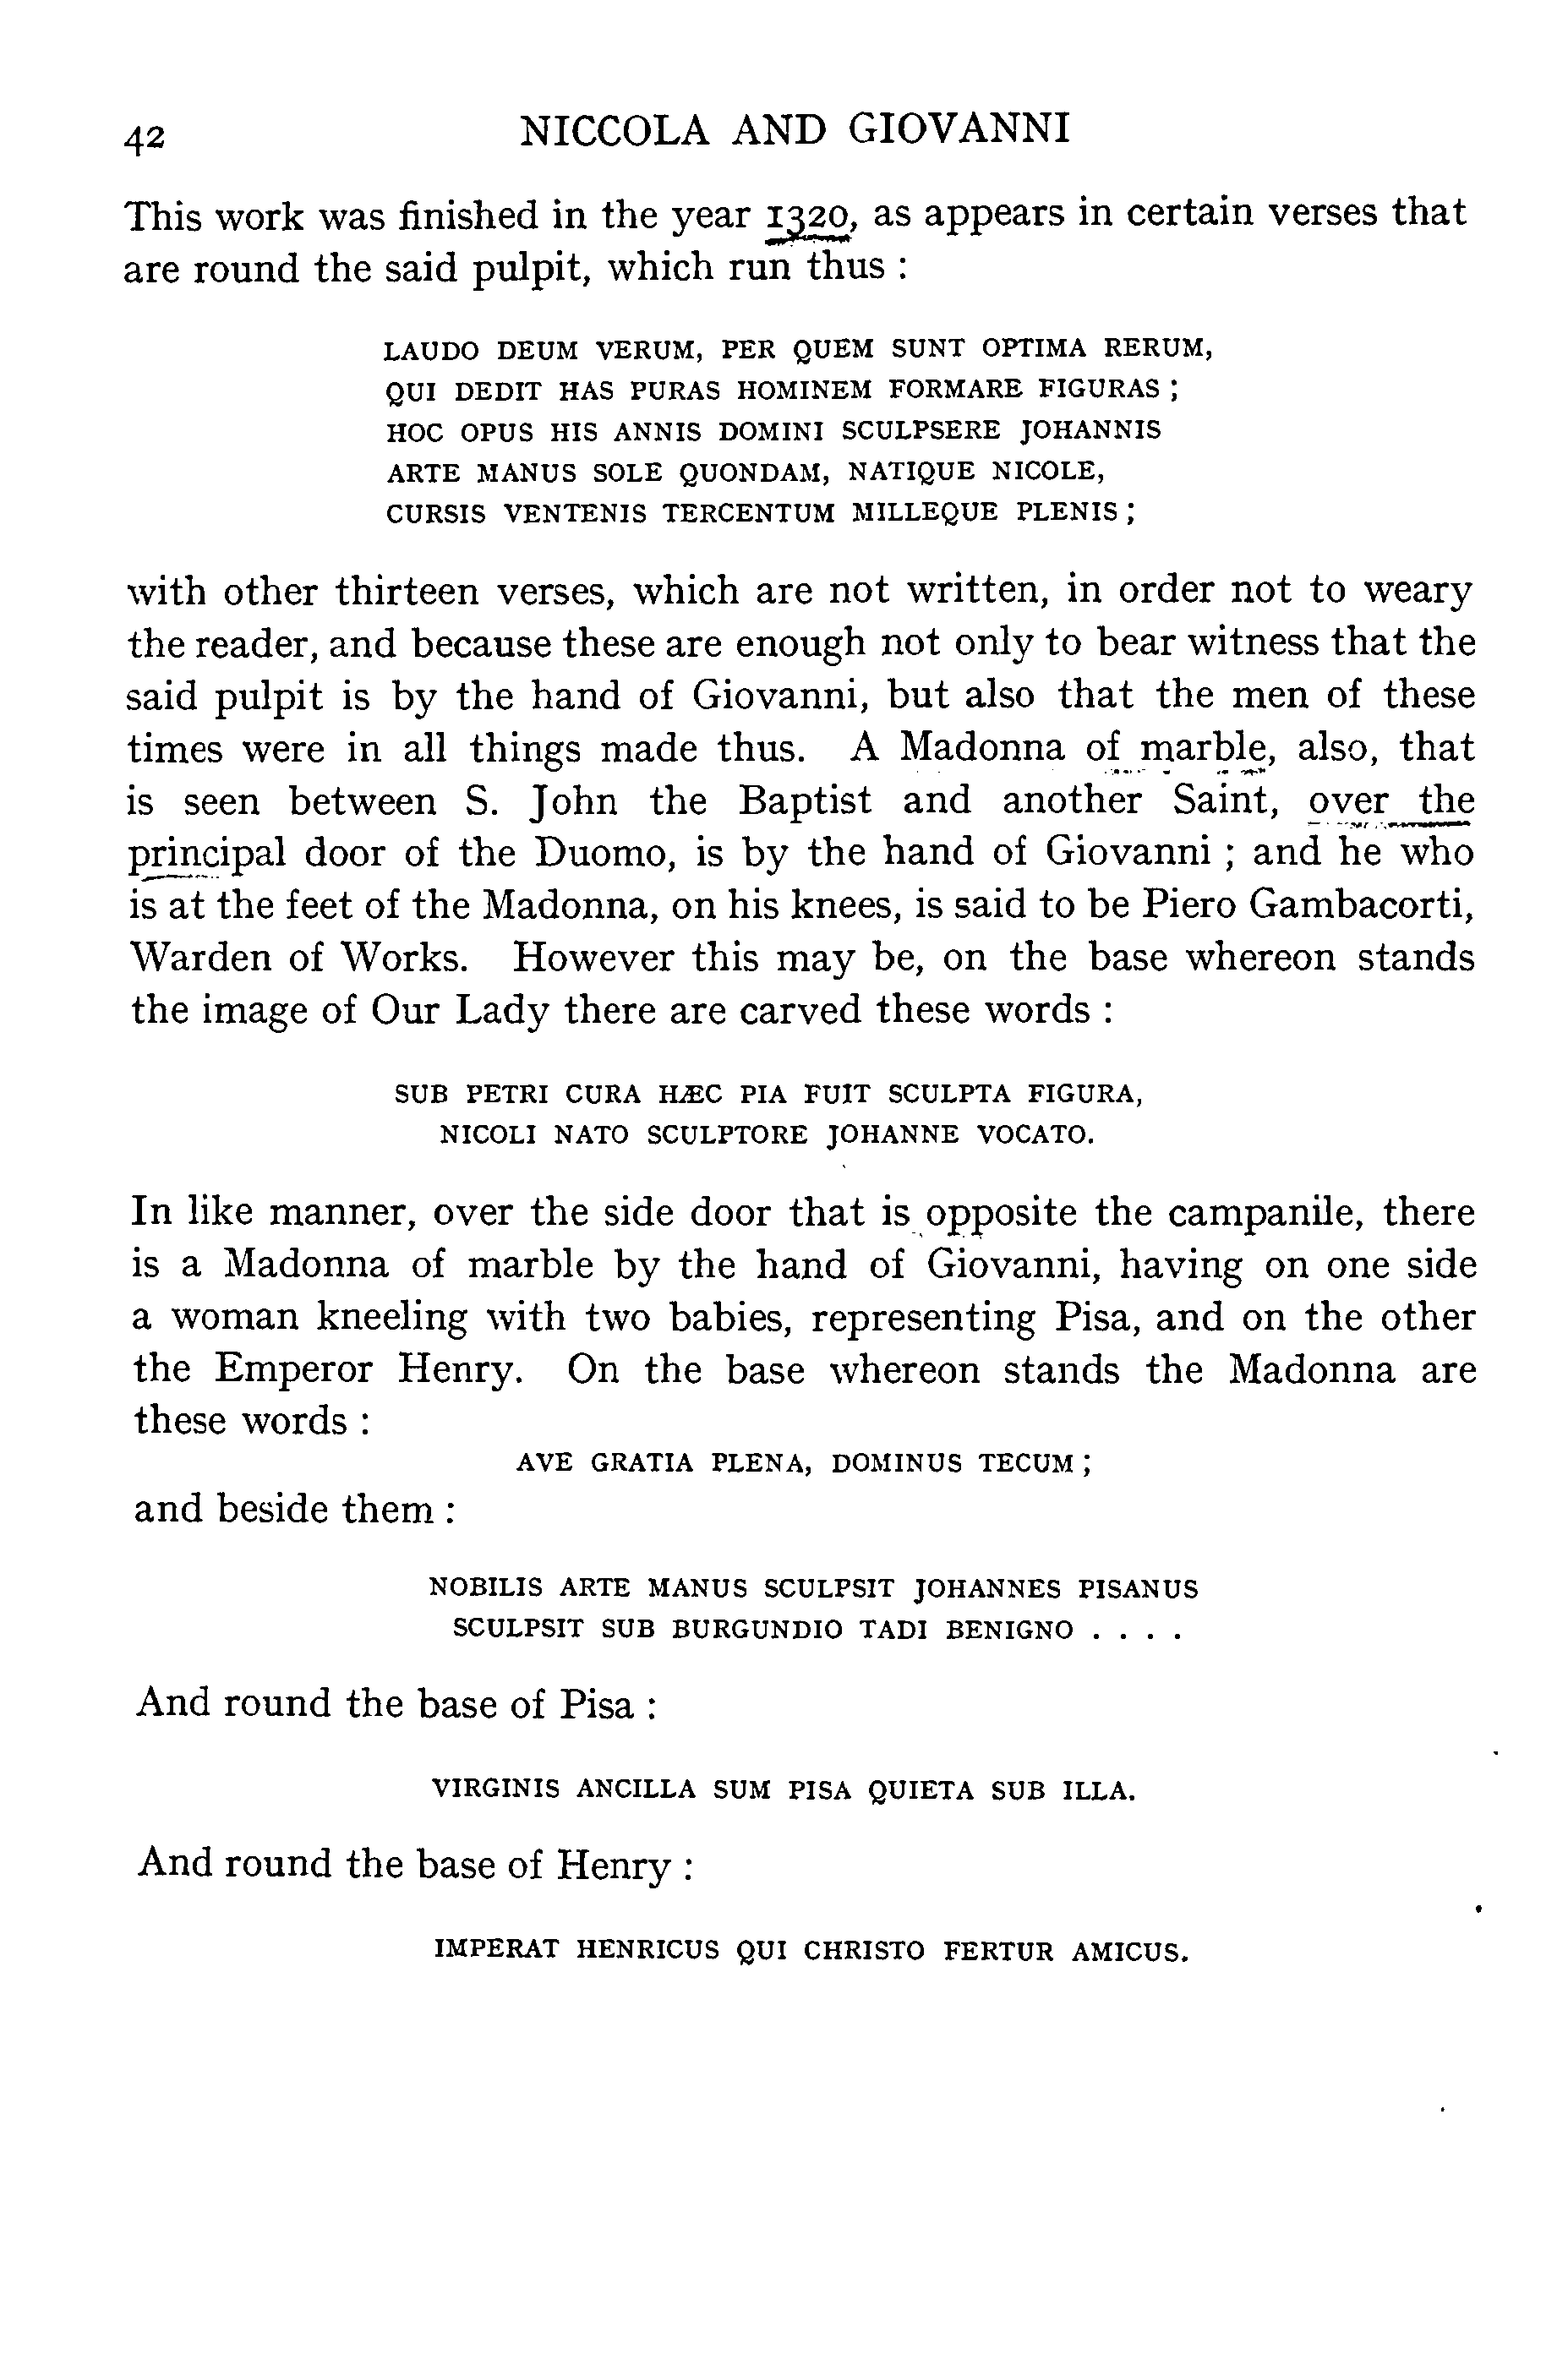 42 NICCOLA AND GIOVANNI
This work was finished in the year 1320, as appears in certain verses that
are round the said pulpit, which run thus :
LAUDO DEUM VERUM, PER QUEM SUNT OPTIMA RERUM,
QUI DEDIT HAS PURAS HOMINEM FORMARE FIGURAS ;
HOC OPUS HIS ANNIS DOMINI SCULPSERE JOHANNIS
ARTE MANUS SOLE QUONDAM, NATIQUE NICOLE,
CURSIS VENTENIS TERCENTUM MILLEQUE PLENIS ;
with other thirteen verses, which are not written, in order not to weary
the reader, and because these are enough not only to bear witness that the
said pulpit is by the hand of Giovanni, but also that the men of these
times were in all things made thus. A Madonna of marble, also, that
is seen between S. John the Baptist and another Saint, over the
principal door of the Duomo, is by the hand of Giovanni ; and he who
is at the feet of the Madonna, on his knees, is said to be Piero Gambacorti,
Warden of Works. However this may be, on the base whereon stands
the image of Our Lady there are carved these words :
SUB PETRI CURA HÆC PIA FUIT SCULPTA FIGURA,
NICOLI NATO SCULPTORE JOHANNE VOCATO.
In like manner, over the side door that is opposite the campanile, there
is a Madonna of marble by the hand of Giovanni, having on one side
a woman kneeling with two babies, representing Pisa, and on the other
the Emperor Henry. On the base whereon stands the Madonna are
these words :
AVE GRATIA PLENA, DOMINUS TECUM ;
and beside them :
NOBILIS ARTE MANUS SCULPSIT JOHANNES PISANUS
SCULPSIT SUB BURGUNDIO TADI BENIGNO . . . .
And round the base of Pisa :
VIRGINIS ANCILLA SUM PISA QUIETA SUB ILLA.
And round the base of Henry :
IMPERAT HENRICUS QUI CHRISTO FERTUR AMICUS.